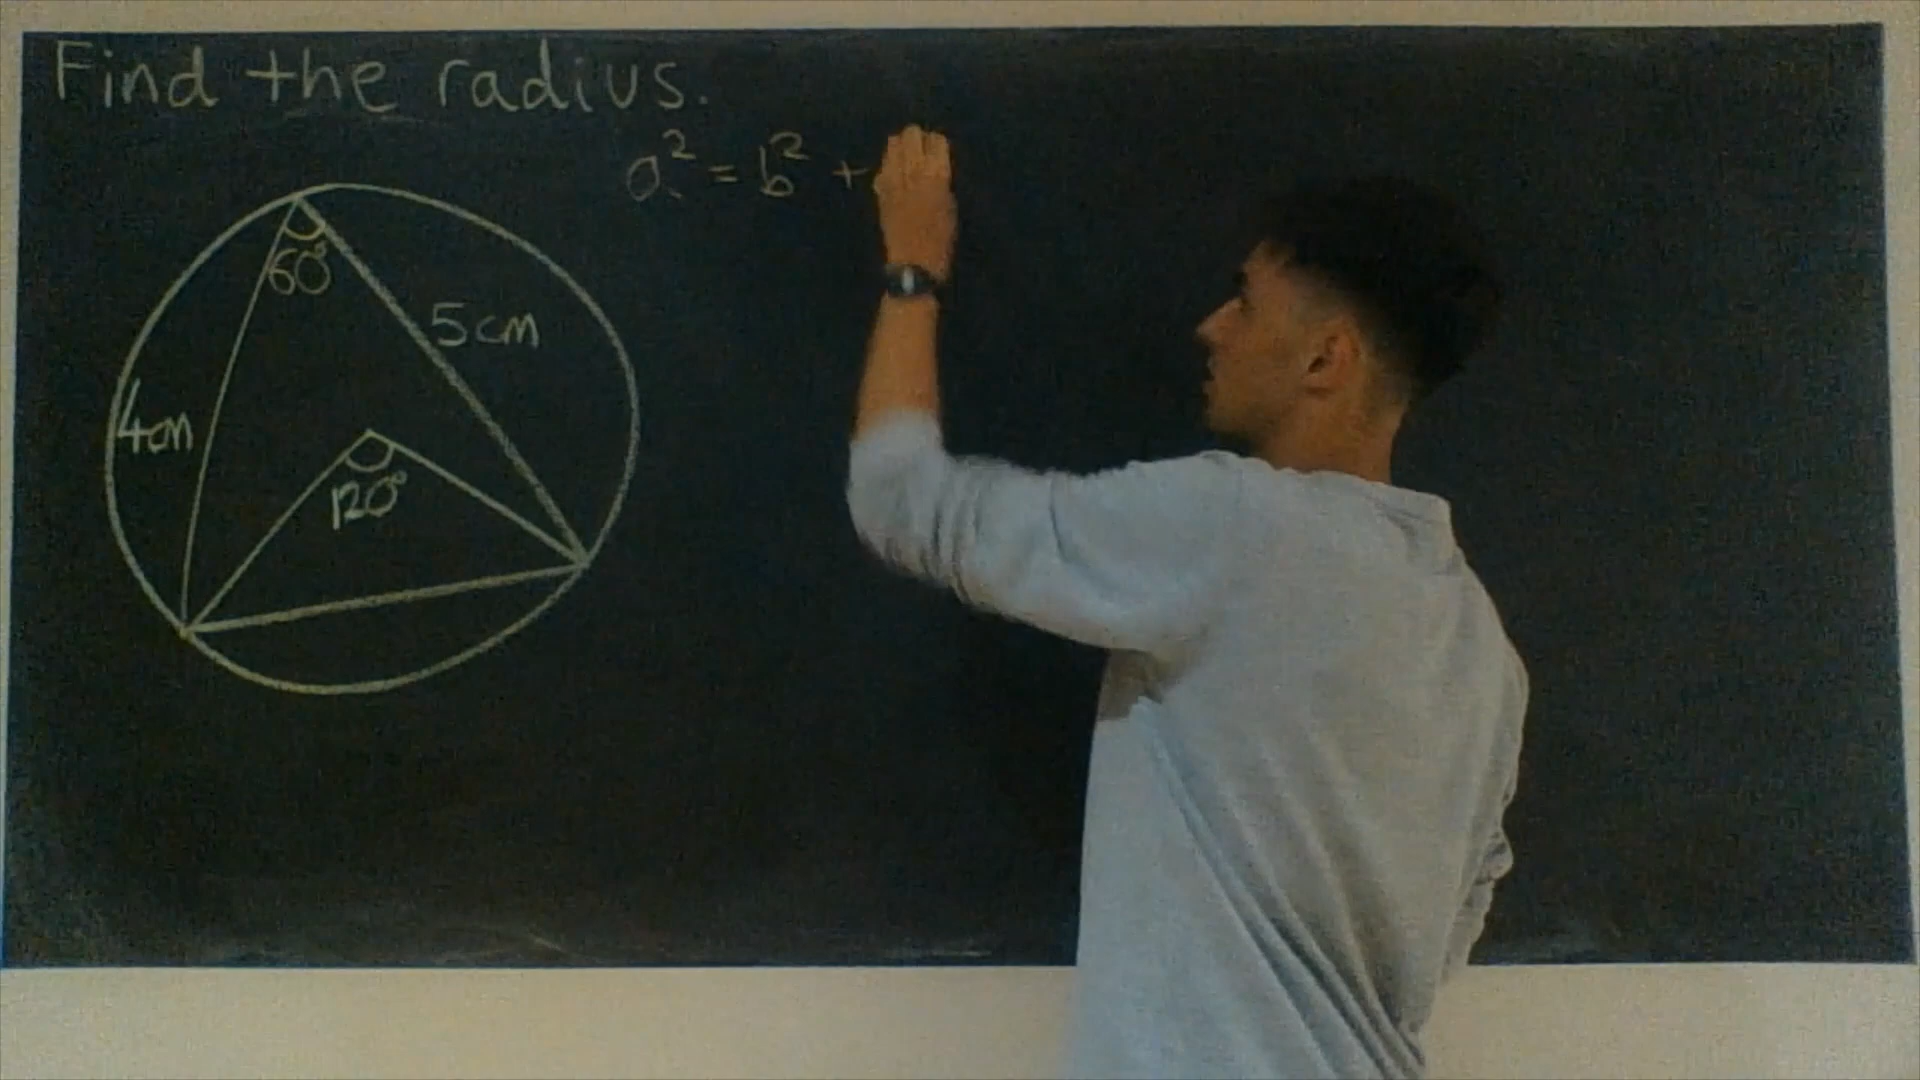 Find the radius.
a² = b² +
60°
5cm
4cm
120°